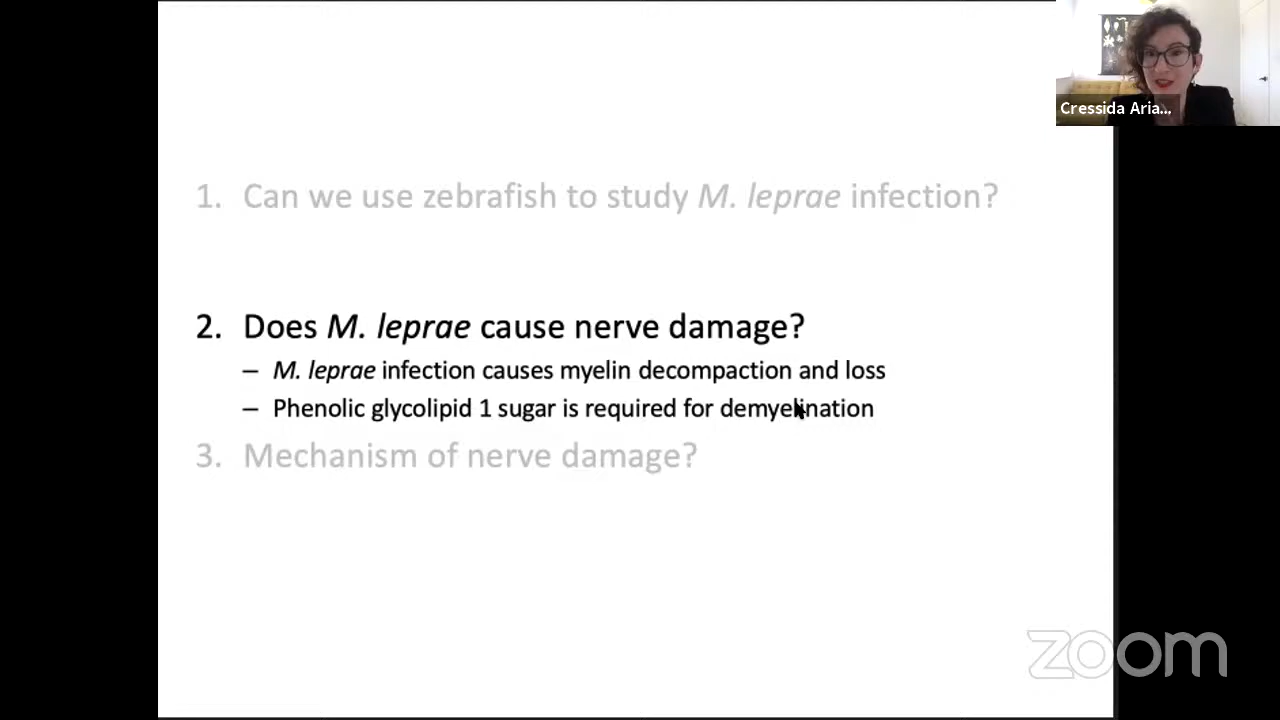 Cressida Aria...
1. Can we use zebrafish to study M. leprae infection?
2. Does M. leprae cause nerve damage?
– M. leprae infection causes myelin decompaction and loss
– Phenolic glycolipid 1 sugar is required for demyelination
3. Mechanism of nerve damage?
zoom